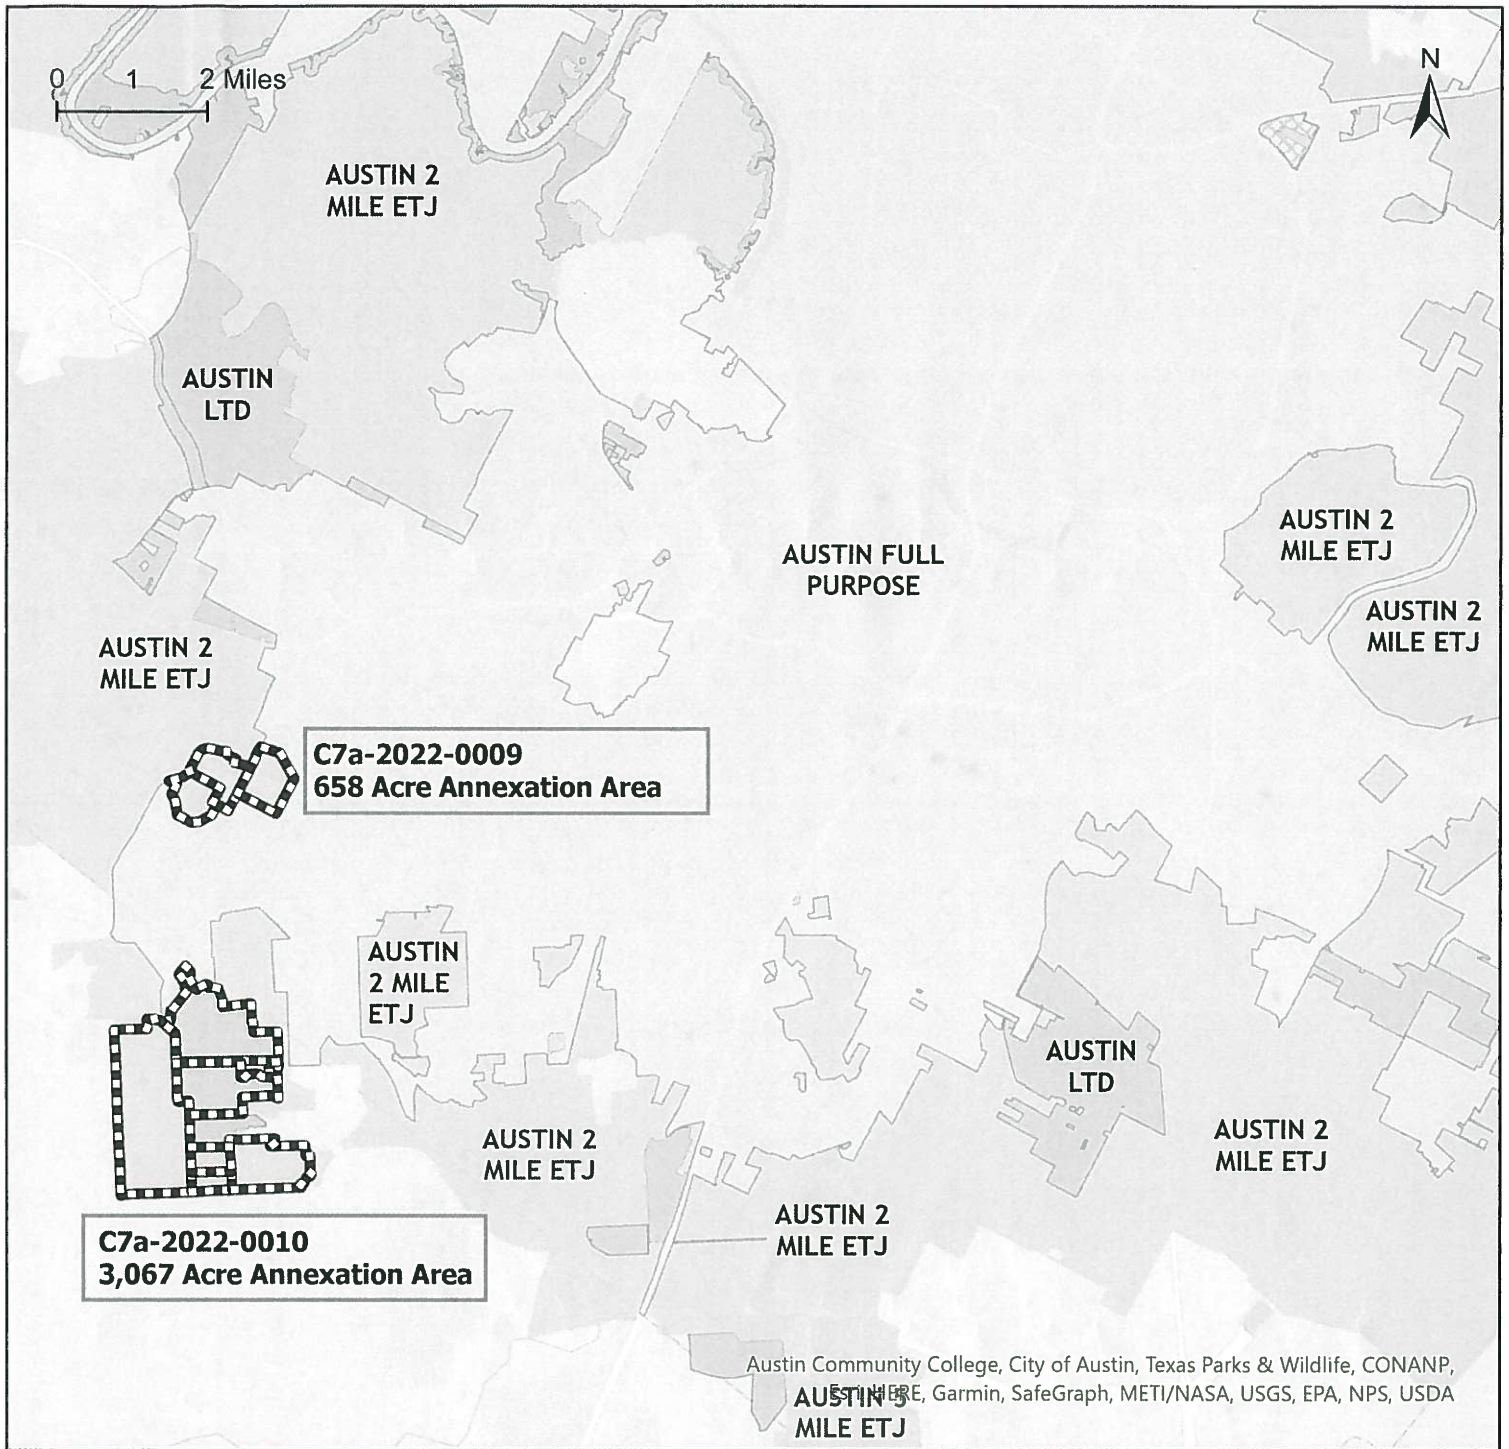 0 1 2 Miles
N
AUSTIN 2
MILE ETJ
AUSTIN
LTD
AUSTIN 2
MILE ETJ
AUSTIN FULL
PURPOSE
AUSTIN 2
MILE ETJ
AUSTIN 2
MILE ETJ
C7a-2022-0009
658 Acre Annexation Area
AUSTIN
2 MILE
ETJ
AUSTIN
LTD
AUSTIN 2
MILE ETJ
AUSTIN 2
MILE ETJ
AUSTIN 2
MILE ETJ
C7a-2022-0010
3,067 Acre Annexation Area
Austin Community College, City of Austin, Texas Parks & Wildlife, CONANP,
Esri, HERE, Garmin, SafeGraph, METI/NASA, USGS, EPA, NPS, USDA
AUSTIN 5
MILE ETJ